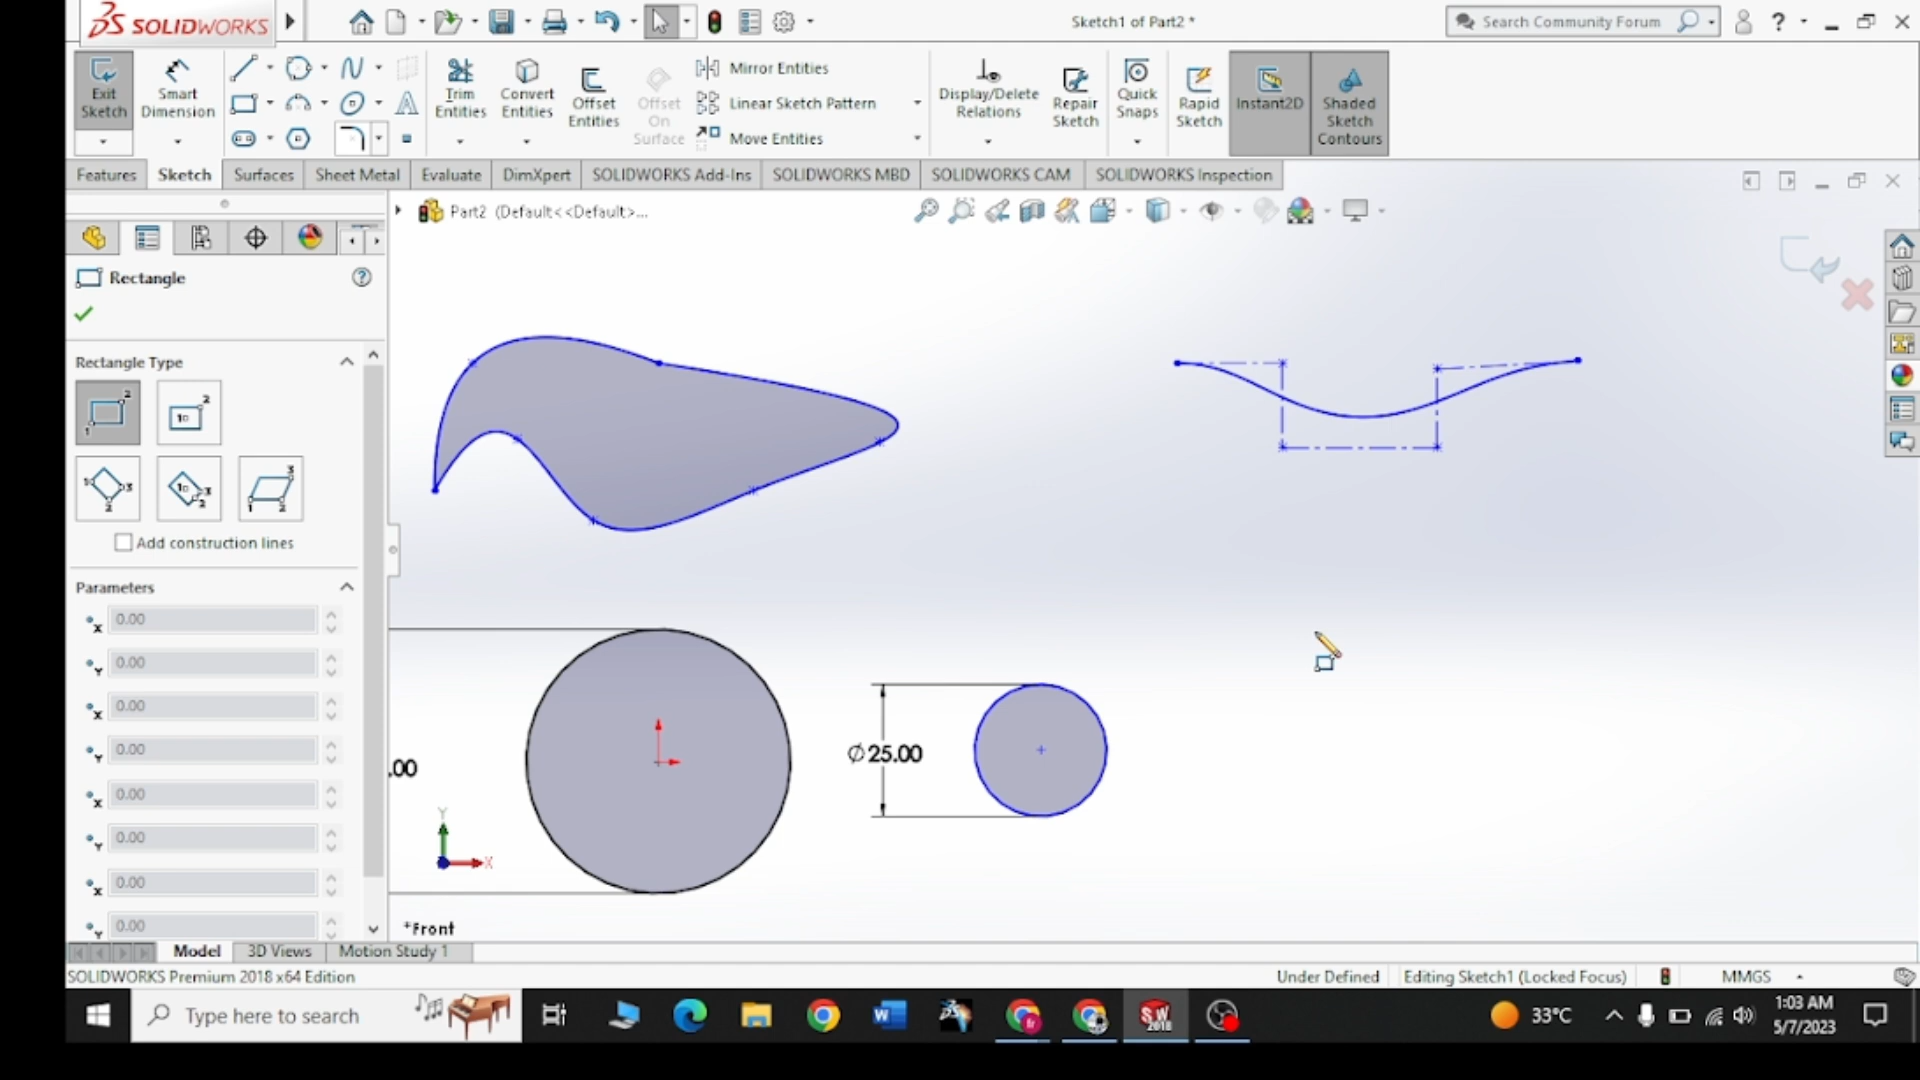 SOLIDWORKS
Sketch1 of Part2 *
Search Community Forum
?
Exit Sketch
Smart Dimension
Trim Entities
Convert Entities
Offset Entities
Offset On Surface
Mirror Entities
Linear Sketch Pattern
Move Entities
Display/Delete Relations
Repair Sketch
Quick Snaps
Rapid Sketch
Instant2D
Shaded Sketch Contours
Features Sketch Surfaces Sheet Metal Evaluate DimXpert SOLIDWORKS Add-Ins SOLIDWORKS MBD SOLIDWORKS CAM SOLIDWORKS Inspection
Part2 (Default<<Default>...
Rectangle
Rectangle Type
Add construction lines
Parameters
X 0.00
Y 0.00
X 0.00
Y 0.00
X 0.00
Y 0.00
X 0.00
Y 0.00
.00
Ø25.00
Y
X
*Front
Model 3D Views Motion Study 1
SOLIDWORKS Premium 2018 x64 Edition
Under Defined
Editing Sketch1 (Locked Focus)
MMGS
Type here to search
SW 2018
33°C
1:03 AM
5/7/2023